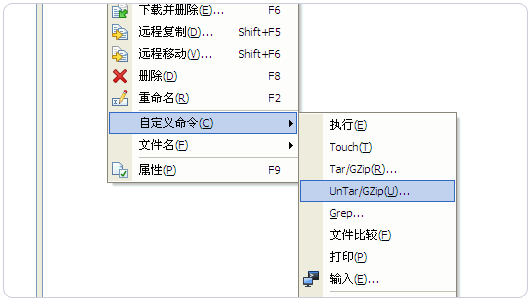 下载并删除(E)... F6
远程复制(D)... Shift+F5
远程移动(V)... Shift+F6
删除(D) F8
重命名(R) F2
自定义命令(C)
文件名(F)
属性(P) F9
执行(E)
Touch(T)
Tar/GZip(R)...
UnTar/GZip(U)...
Grep...
文件比较(F)
打印(P)
输入(E)...